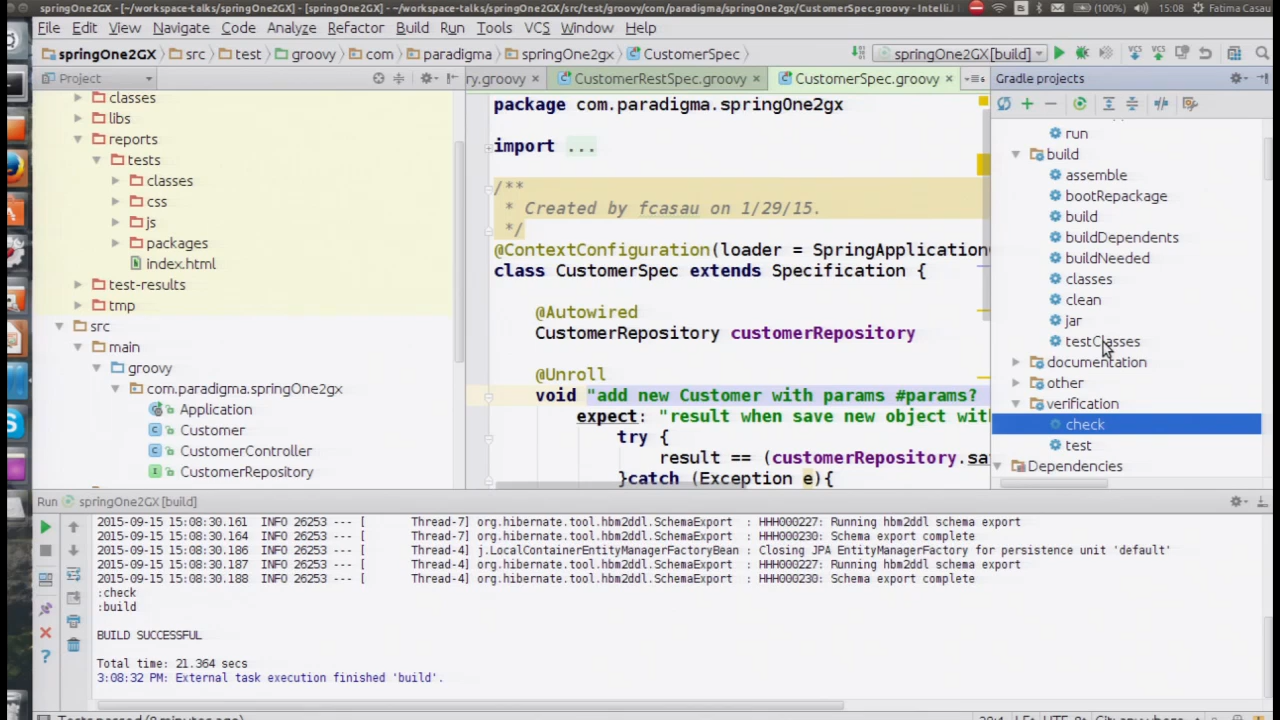 springOne2GX - [~/workspace-talks/springOne2GX] - [springOne2GX] - ~/workspace-talks/springOne2GX/src/test/groovy/com/paradigma/springOne2gx/CustomerSpec.groovy - IntelliJ
(100%) 15:08 Fatima Casau
File Edit View Navigate Code Analyze Refactor Build Run Tools VCS Window Help
springOne2GX src test groovy com paradigma springOne2gx CustomerSpec springOne2GX [build]
Project
ry.groovy CustomerRestSpec.groovy CustomerSpec.groovy
Gradle projects
classes
libs
reports
tests
classes
css
js
packages
index.html
test-results
tmp
src
main
groovy
com.paradigma.springOne2gx
Application
Customer
CustomerController
CustomerRepository
package com.paradigma.springOne2gx
import ...
/**
* Created by fcasau on 1/29/15.
*/
@ContextConfiguration(loader = SpringApplication
class CustomerSpec extends Specification {
@Autowired
CustomerRepository customerRepository
@Unroll
void "add new Customer with params #params?
expect: "result when save new object wit
try {
result == (customerRepository.sa
}catch (Exception e){
run
build
assemble
bootRepackage
build
buildDependents
buildNeeded
classes
clean
jar
testClasses
documentation
other
verification
check
test
Dependencies
Run springOne2GX [build]
2015-09-15 15:08:30.161 INFO 26253 --- [ Thread-7] org.hibernate.tool.hbm2ddl.SchemaExport : HHH000227: Running hbm2ddl schema export
2015-09-15 15:08:30.164 INFO 26253 --- [ Thread-7] org.hibernate.tool.hbm2ddl.SchemaExport : HHH000230: Schema export complete
2015-09-15 15:08:30.186 INFO 26253 --- [ Thread-4] j.LocalContainerEntityManagerFactoryBean : Closing JPA EntityManagerFactory for persistence unit 'default'
2015-09-15 15:08:30.187 INFO 26253 --- [ Thread-4] org.hibernate.tool.hbm2ddl.SchemaExport : HHH000227: Running hbm2ddl schema export
2015-09-15 15:08:30.188 INFO 26253 --- [ Thread-4] org.hibernate.tool.hbm2ddl.SchemaExport : HHH000230: Schema export complete
:check
:build
BUILD SUCCESSFUL
Total time: 21.364 secs
3:08:32 PM: External task execution finished 'build'.